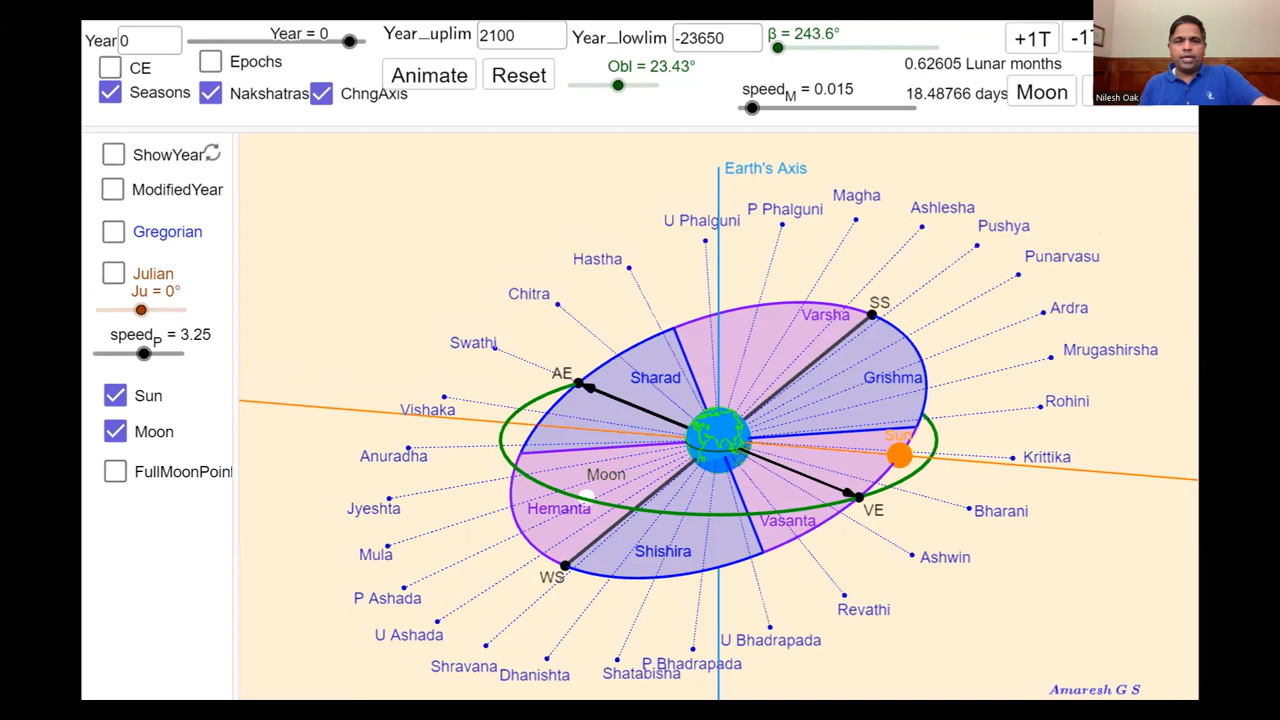 Year 0
Year = 0
Year_uplim 2100
Year_lowlim -23650
β = 243.6°
+1T
-1
CE
Epochs
Animate
Reset
Obl = 23.43°
0.62605 Lunar months
Seasons
Nakshatras
ChngAxis
speed_M = 0.015
18.48766 days
Moon
Nilesh Oak
ShowYear
ModifiedYear
Gregorian
Julian
Ju = 0°
speed_P = 3.25
Sun
Moon
FullMoonPoint
Earth's Axis
Magha
P Phalguni
Ashlesha
U Phalguni
Pushya
Hastha
Punarvasu
Chitra
SS
Varsha
Ardra
Swathi
Mrugashirsha
AE
Sharad
Grishma
Rohini
Vishaka
Sun
Anuradha
Krittika
Moon
Jyeshta
Hemanta
VE
Bharani
Vasanta
Mula
Shishira
Ashwin
WS
P Ashada
Revathi
U Ashada
U Bhadrapada
Shravana
P Bhadrapada
Dhanishta
Shatabisha
Amaresh G S